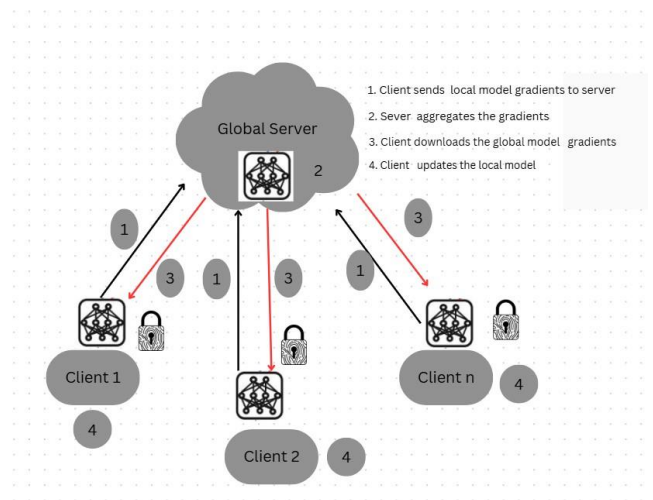 1. Client sends local model gradients to server
Global Server
2. Sever aggregates the gradients
3. Client downloads the global model gradients
2
4. Client updates the local model
3
1
1
3
1
3
Client 1
Client n
4
4
Client 2
4